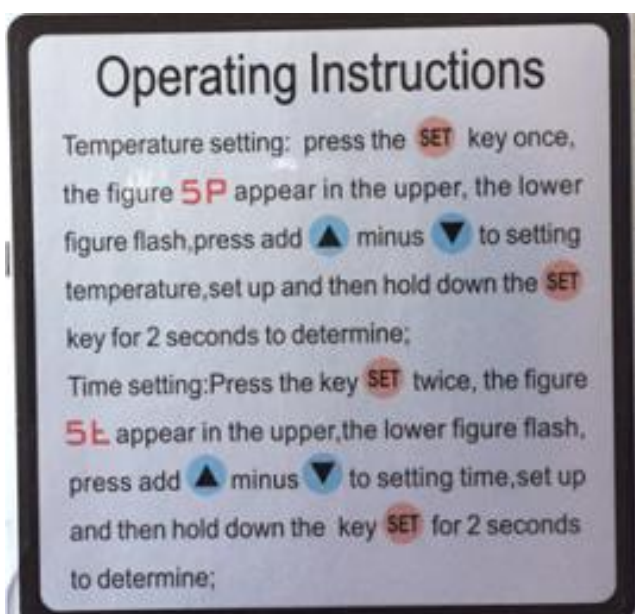 Operating Instructions
Temperature setting: press the SET key once,
the figure SP appear in the upper, the lower
figure flash,press add ▲ minus ▼ to setting
temperature,set up and then hold down the SET
key for 2 seconds to determine;
Time setting:Press the key SET twice, the figure
St appear in the upper,the lower figure flash,
press add ▲ minus ▼ to setting time,set up
and then hold down the key SET for 2 seconds
to determine;